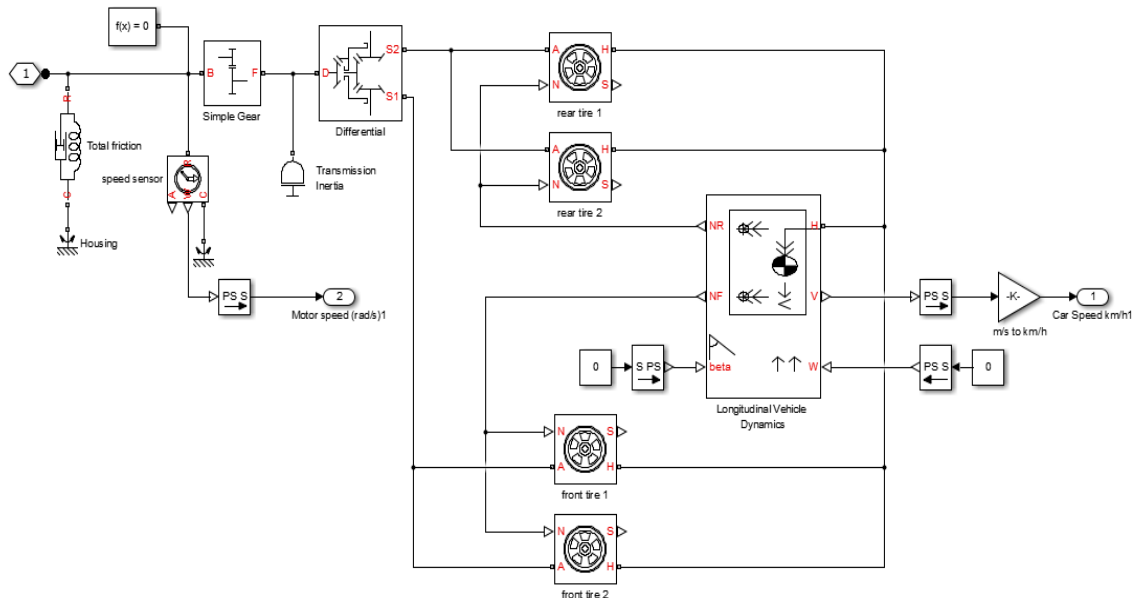 f(x) = 0
1
B
F
Simple Gear
D
S2
S1
Differential
R
Total friction
C
Housing
speed sensor
R
A
W
C
Transmission
Inertia
PS S
2
Motor speed (rad/s)1
A
H
N
S
rear tire 1
A
H
N
S
rear tire 2
NR
H
NF
V
beta
W
Longitudinal Vehicle
Dynamics
0
S PS
PS S
-K-
m/s to km/h
1
Car Speed km/h1
PS S
0
N
S
A
H
front tire 1
N
S
A
H
front tire 2